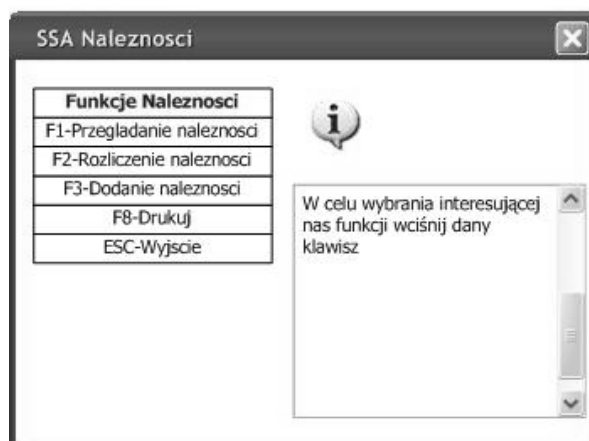 SSA Naleznosci
Funkcje Naleznosci
F1-Przegladanie naleznosci
F2-Rozliczenie naleznosci
F3-Dodanie naleznosci
F8-Drukuj
ESC-Wyjscie
W celu wybrania interesującej
nas funkcji wciśnij dany
klawisz